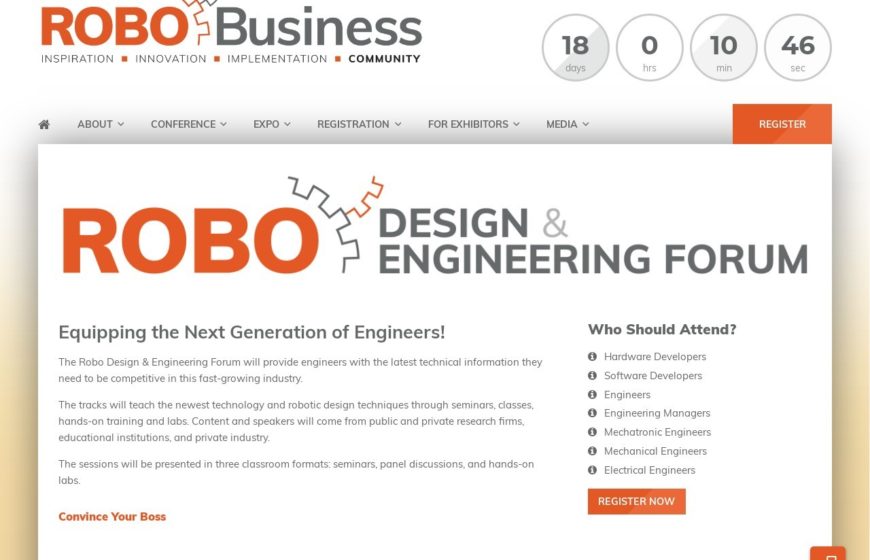 ROBO Business
INSPIRATION ■ INNOVATION ■ IMPLEMENTATION ■ COMMUNITY
18 0 10 46
days hrs min sec
ABOUT CONFERENCE EXPO REGISTRATION FOR EXHIBITORS MEDIA REGISTER
ROBO DESIGN &
ENGINEERING FORUM
Equipping the Next Generation of Engineers!
The Robo Design & Engineering Forum will provide engineers with the latest technical information they
need to be competitive in this fast-growing industry.
The tracks will teach the newest technology and robotic design techniques through seminars, classes,
hands-on training and labs. Content and speakers will come from public and private research firms,
educational institutions, and private industry.
The sessions will be presented in three classroom formats: seminars, panel discussions, and hands-on
labs.
Convince Your Boss
Who Should Attend?
Hardware Developers
Software Developers
Engineers
Engineering Managers
Mechatronic Engineers
Mechanical Engineers
Electrical Engineers
REGISTER NOW